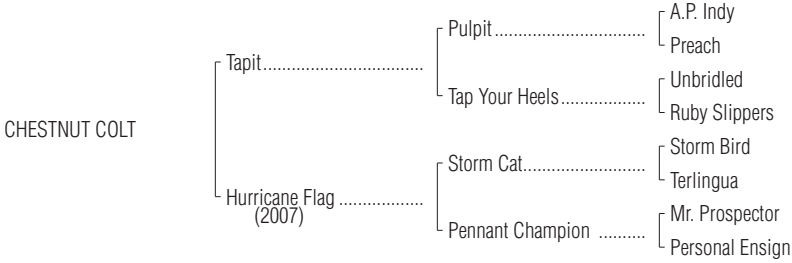 A.P. Indy
Pulpit..............................
Preach
Tapit................................
Unbridled
Tap Your Heels.................
Ruby Slippers
CHESTNUT COLT
Storm Bird
Storm Cat.........................
Terlingua
Hurricane Flag .................
(2007)
Mr. Prospector
Pennant Champion ..........
Personal Ensign